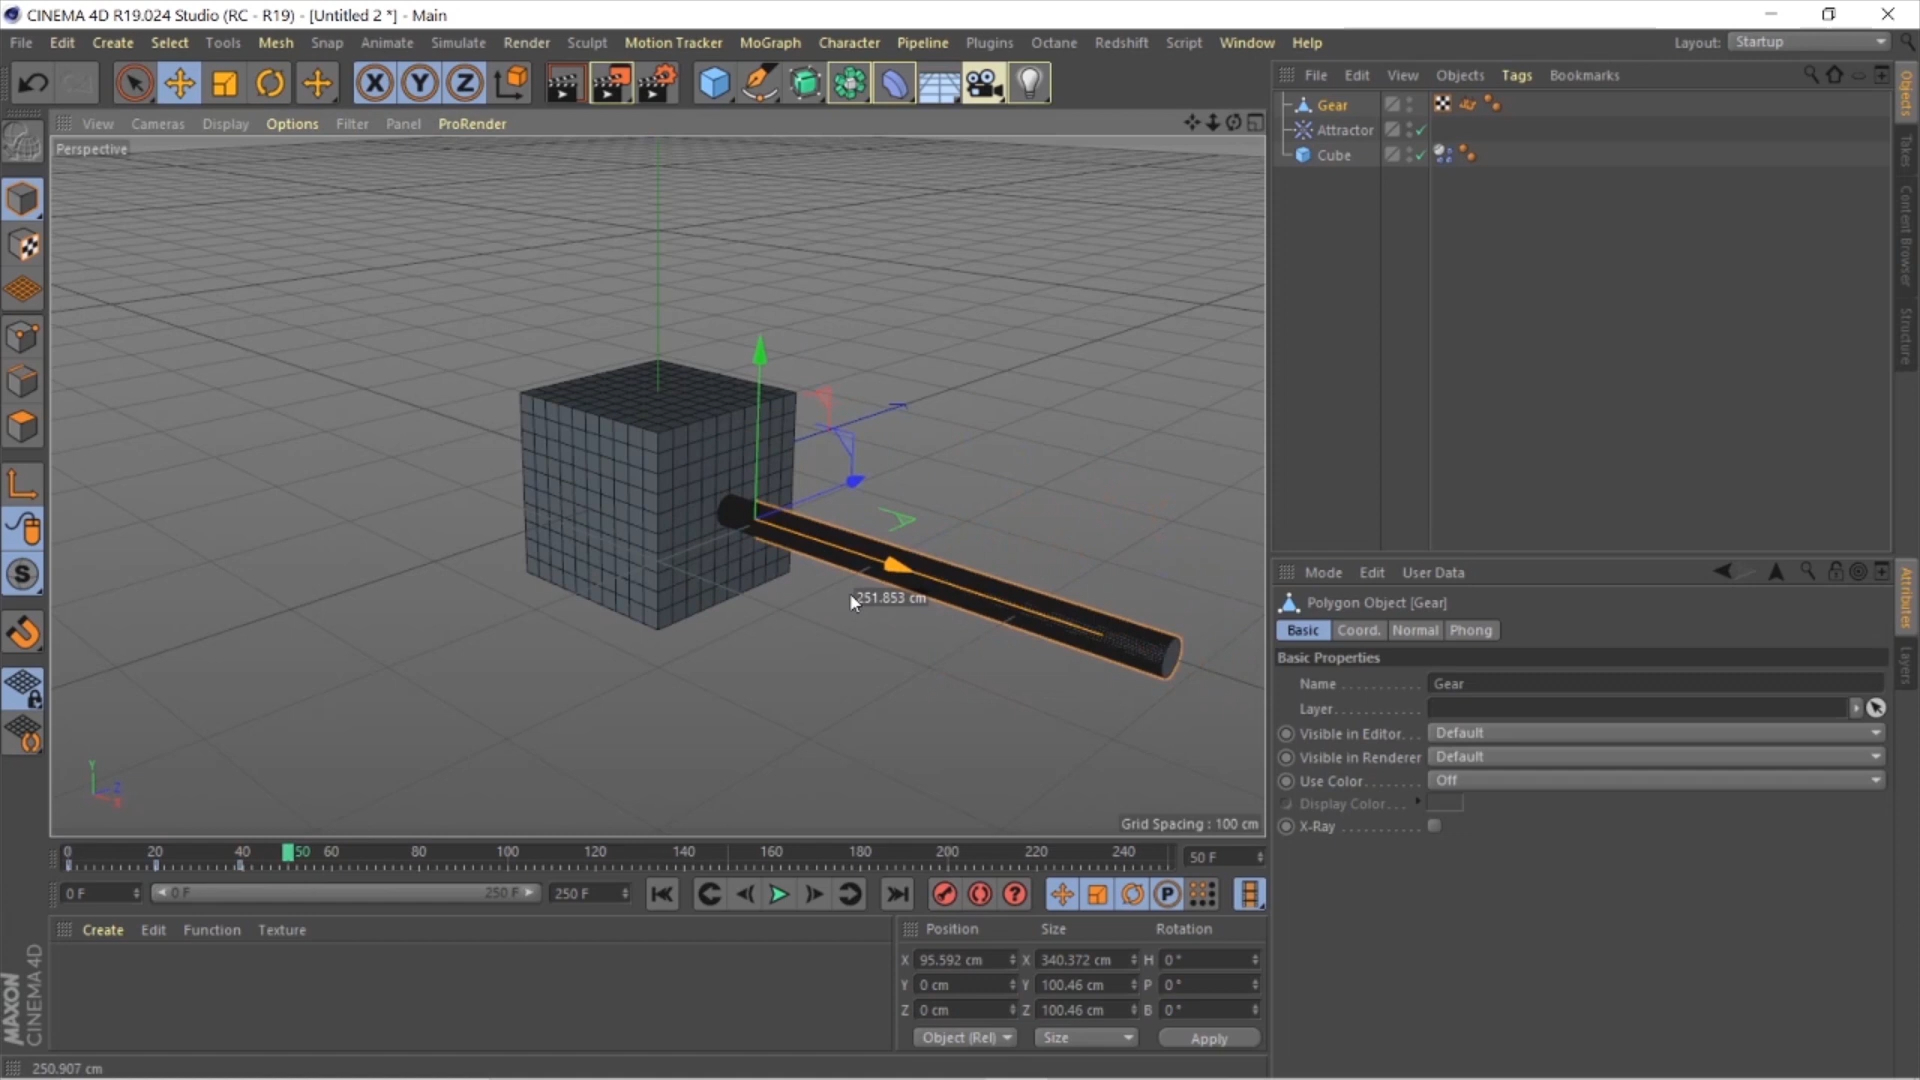 CINEMA 4D R19.024 Studio (RC - R19) - [Untitled 2 *] - Main
File Edit Create Select Tools Mesh Snap Animate Simulate Render Sculpt Motion Tracker MoGraph Character Pipeline Plugins Octane Redshift Script Window Help
Layout: Startup
X Y Z
File Edit View Objects Tags Bookmarks
Gear
Attractor
Cube
View Cameras Display Options Filter Panel ProRender
Perspective
251.853 cm
Y
Z
X
Grid Spacing : 100 cm
Objects
Takes
Content Browser
Structure
Mode Edit User Data
Polygon Object [Gear]
Basic Coord. Normal Phong
Basic Properties
Name Gear
Layer
Visible in Editor Default
Visible in Renderer Default
Use Color Off
Display Color
X-Ray
Attributes
Layers
0 20 40 50 60 80 100 120 140 160 180 200 220 240
50 F
0 F 0 F 250 F 250 F
P
Create Edit Function Texture
Position Size Rotation
X 95.592 cm X 340.372 cm H 0 °
Y 0 cm Y 100.46 cm P 0 °
Z 0 cm Z 100.46 cm B 0 °
Object (Rel) Size Apply
MAXON
CINEMA 4D
250.907 cm